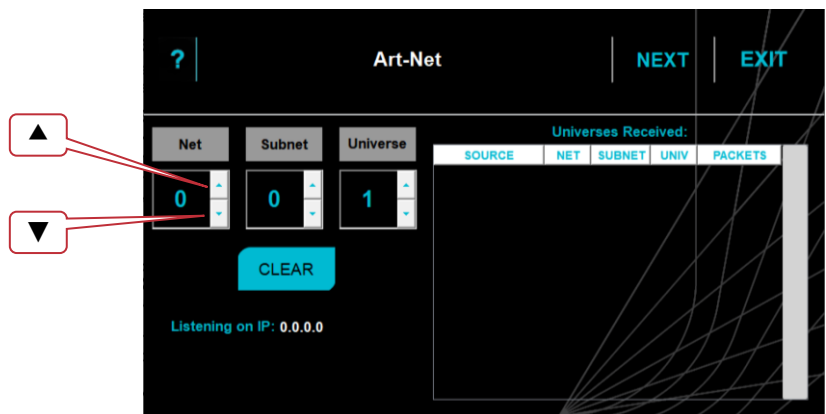 ? Art-Net NEXT EXIT
▲
▼
Net Subnet Universe
0 0 1
CLEAR
Listening on IP: 0.0.0.0
Universes Received:
SOURCE NET SUBNET UNIV PACKETS